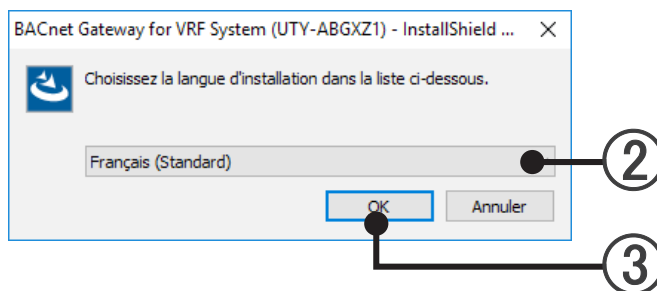 BACnet Gateway for VRF System (UTY-ABGXZ1) - InstallShield ...
Choisissez la langue d'installation dans la liste ci-dessous.
Français (Standard)
2
OK
Annuler
3